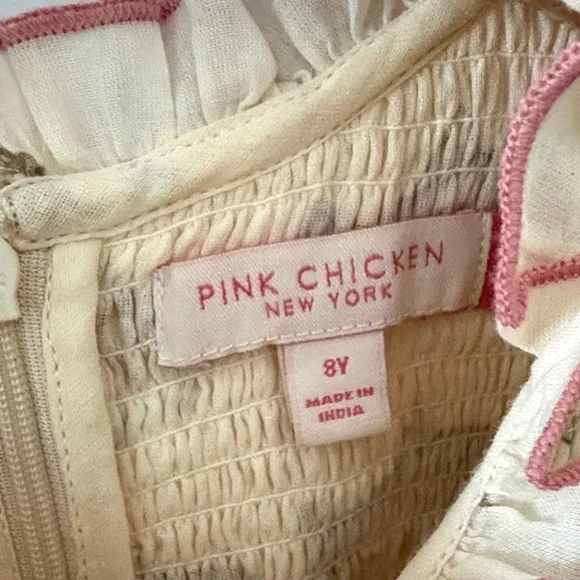 PINK CHICKEN
NEW YORK
8Y
MADE IN
INDIA